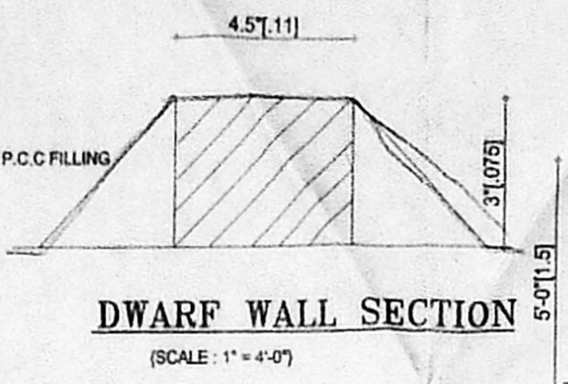 4.5"[.11]
P.C.C FILLING
3"[.075]
5'-0"[1.5]
DWARF WALL SECTION
(SCALE : 1" = 4'-0")